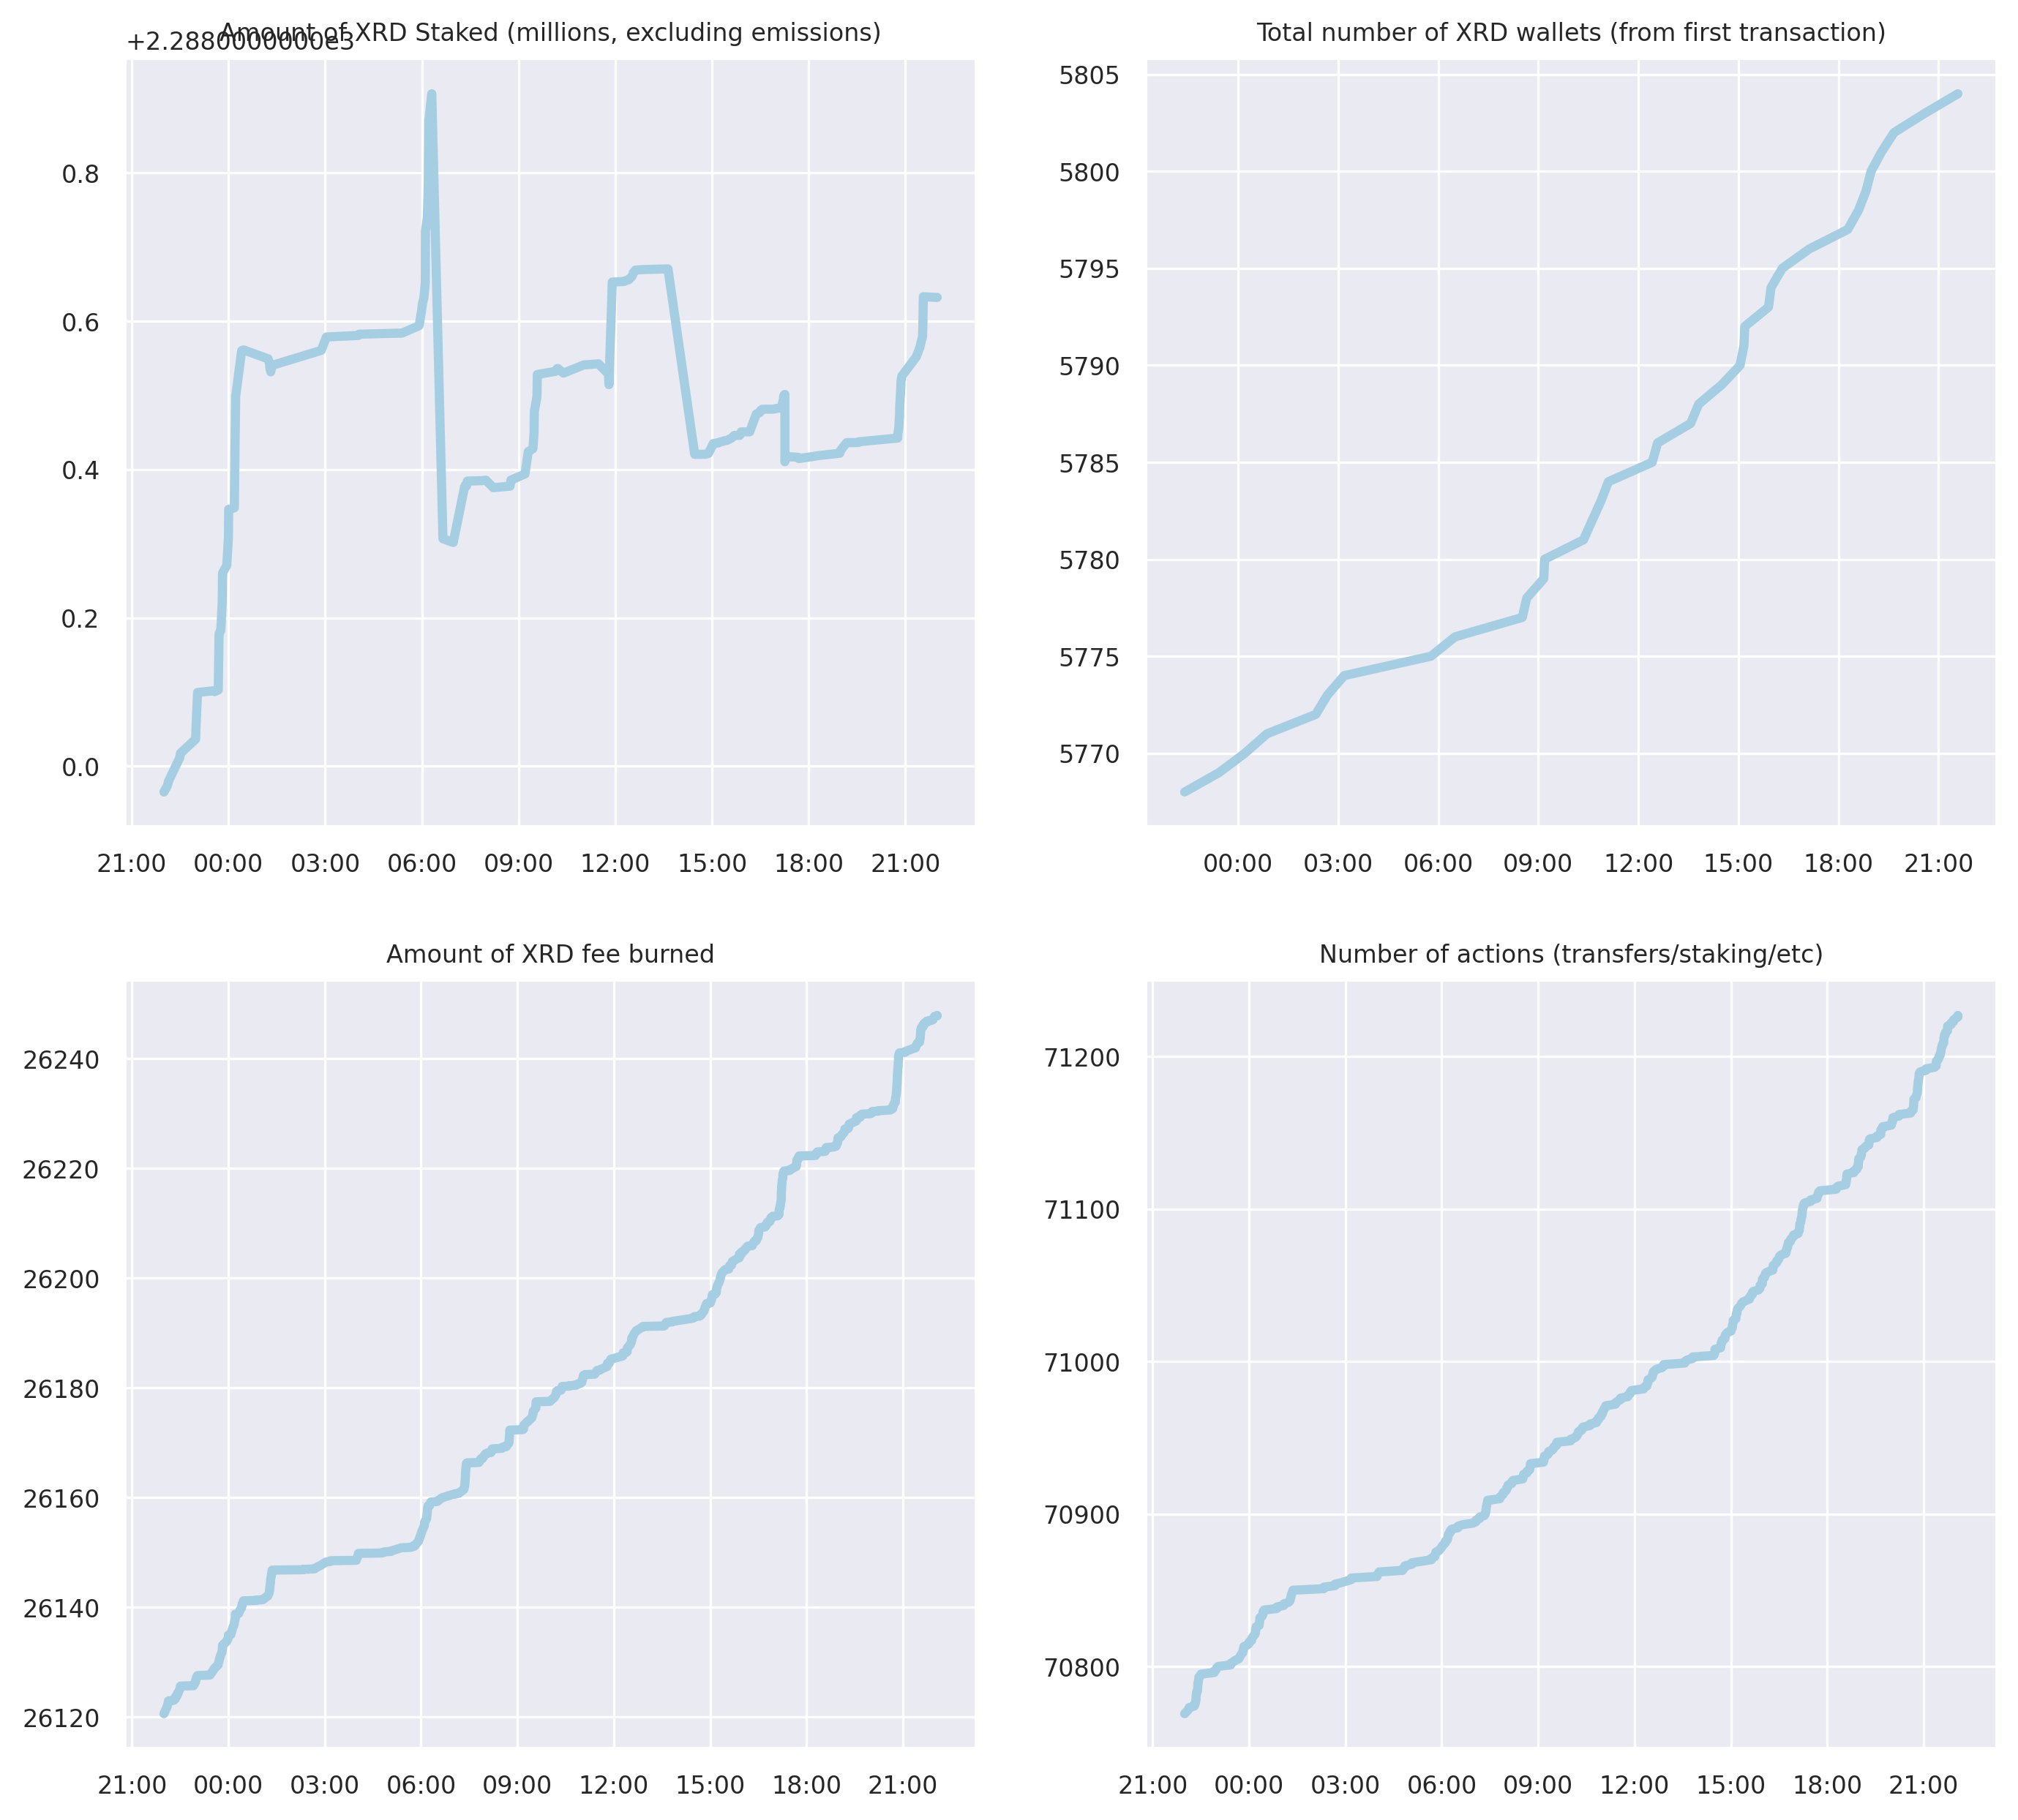 Amount of XRD Staked (millions, excluding emissions)
+2.2880000000e3
0.8
0.6
0.4
0.2
0.0
21:00 00:00 03:00 06:00 09:00 12:00 15:00 18:00 21:00
Total number of XRD wallets (from first transaction)
5805
5800
5795
5790
5785
5780
5775
5770
00:00 03:00 06:00 09:00 12:00 15:00 18:00 21:00
Amount of XRD fee burned
26240
26220
26200
26180
26160
26140
26120
21:00 00:00 03:00 06:00 09:00 12:00 15:00 18:00 21:00
Number of actions (transfers/staking/etc)
71200
71100
71000
70900
70800
21:00 00:00 03:00 06:00 09:00 12:00 15:00 18:00 21:00